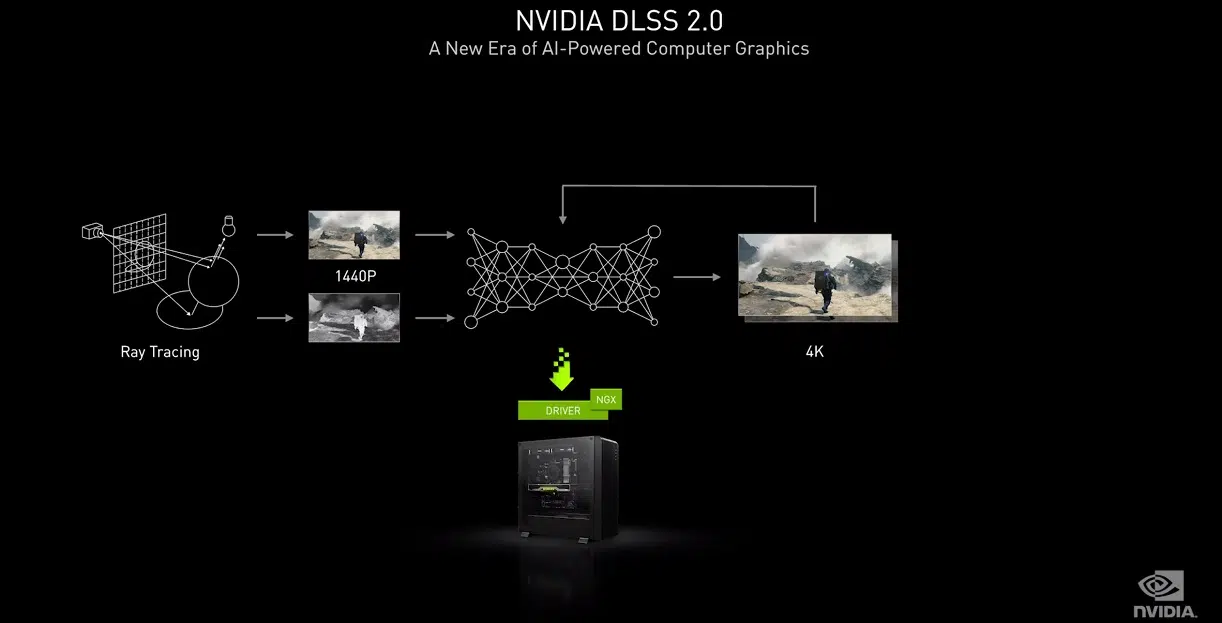 NVIDIA DLSS 2.0
A New Era of AI-Powered Computer Graphics
1440P
Ray Tracing
4K
NGX
DRIVER
NVIDIA.